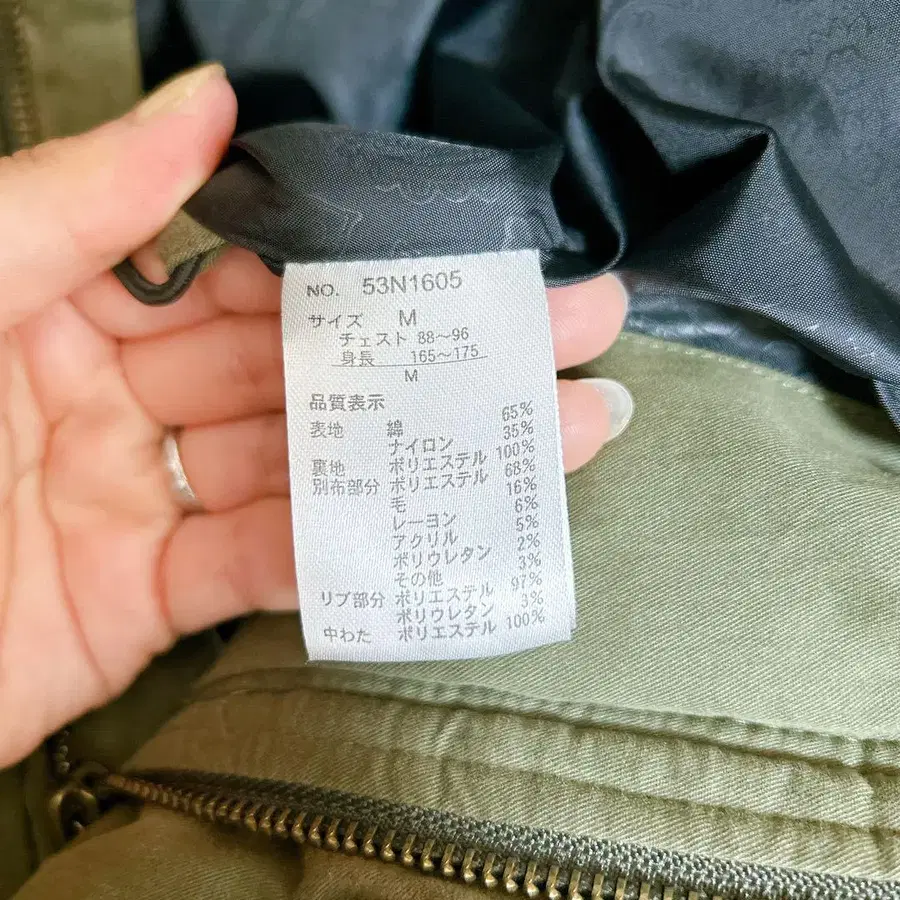 NO. 53N1605
サイズ M
チェスト 88〜96
身長 165〜175
M
品質表示
表地 綿 65%
ナイロン 35%
裏地 ポリエステル 100%
別布部分 ポリエステル 68%
毛 16%
レーヨン 6%
アクリル 5%
ポリウレタン 2%
その他 3%
リブ部分 ポリエステル 97%
ポリウレタン 3%
中わた ポリエステル 100%